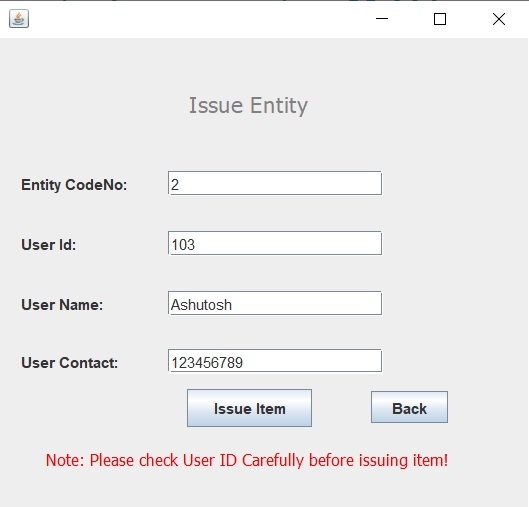 Issue Entity
Entity CodeNo: 2
User Id: 103
User Name: Ashutosh
User Contact: 123456789
Issue Item Back
Note: Please check User ID Carefully before issuing item!